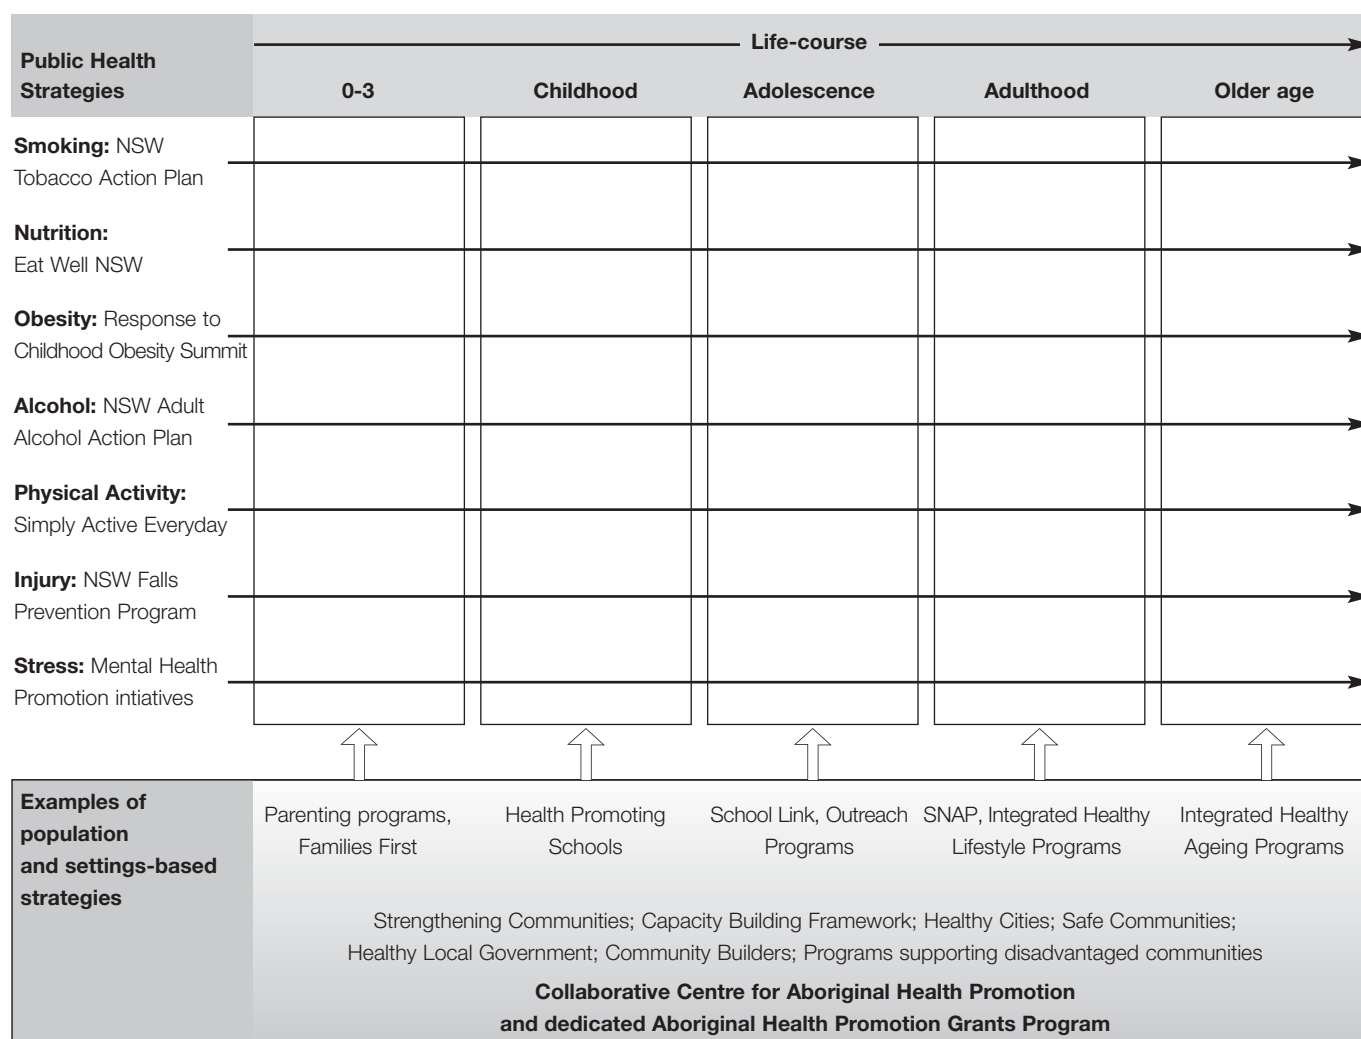 Public Health
Strategies
Life-course
0-3 Childhood Adolescence Adulthood Older age
Smoking: NSW
Tobacco Action Plan
Nutrition:
Eat Well NSW
Obesity: Response to
Childhood Obesity Summit
Alcohol: NSW Adult
Alcohol Action Plan
Physical Activity:
Simply Active Everyday
Injury: NSW Falls
Prevention Program
Stress: Mental Health
Promotion intiatives
Examples of
population
and settings-based
strategies
Parenting programs,
Families First
Health Promoting
Schools
School Link, Outreach
Programs
SNAP, Integrated Healthy
Lifestyle Programs
Integrated Healthy
Ageing Programs
Strengthening Communities; Capacity Building Framework; Healthy Cities; Safe Communities;
Healthy Local Government; Community Builders; Programs supporting disadvantaged communities
Collaborative Centre for Aboriginal Health Promotion
and dedicated Aboriginal Health Promotion Grants Program